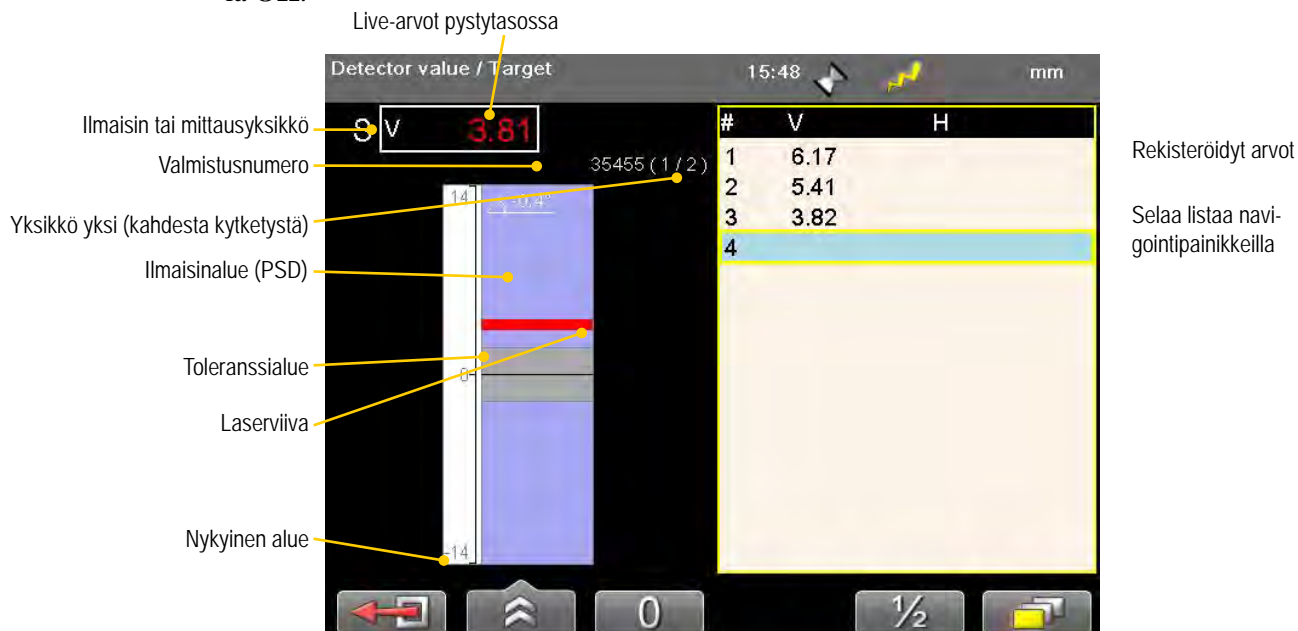 Live-arvot pystytasossa
Detector value / Target 15:48 mm
Ilmaisin tai mittausyksikkö
S V 3.81
Valmistusnumero
35455 ( 1 / 2 )
Yksikkö yksi (kahdesta kytketystä)
14
-0.4°
Ilmaisinalue (PSD)
Toleranssialue
0
Laserviiva
Nykyinen alue
-14
# V H
1 6.17
2 5.41
3 3.82
4
Rekisteröidyt arvot
Selaa listaa navi-
gointipainikkeilla
0
½